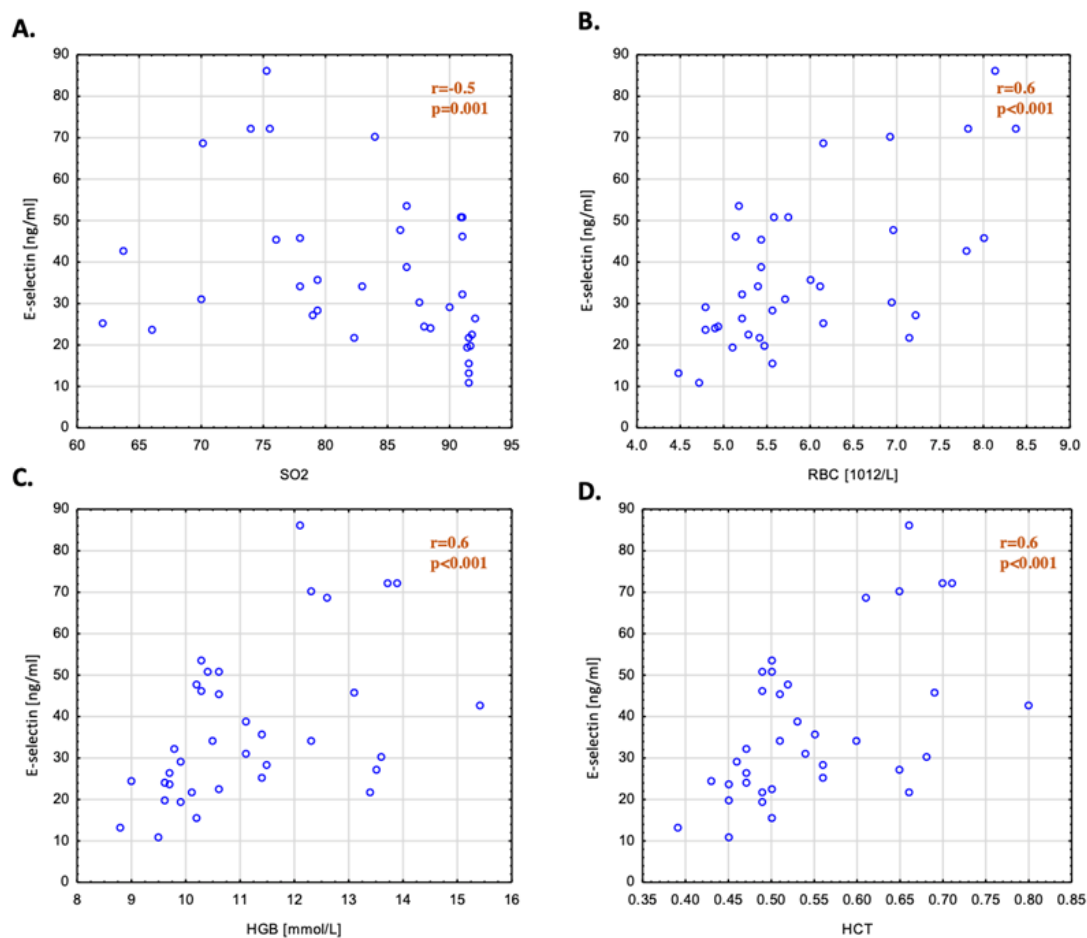 A.
90
80
70
60
50
40
30
20
10
0
E-selectin [ng/ml]
r=-0.5
p=0.001
60 65 70 75 80 85 90 95
SO2
B.
90
80
70
60
50
40
30
20
10
0
E-selectin [ng/ml]
r=0.6
p<0.001
4.0 4.5 5.0 5.5 6.0 6.5 7.0 7.5 8.0 8.5 9.0
RBC [1012/L]
C.
90
80
70
60
50
40
30
20
10
0
E-selectin [ng/ml]
r=0.6
p<0.001
8 9 10 11 12 13 14 15 16
HGB [mmol/L]
D.
90
80
70
60
50
40
30
20
10
0
E-selectin [ng/ml]
r=0.6
p<0.001
0.35 0.40 0.45 0.50 0.55 0.60 0.65 0.70 0.75 0.80 0.85
HCT